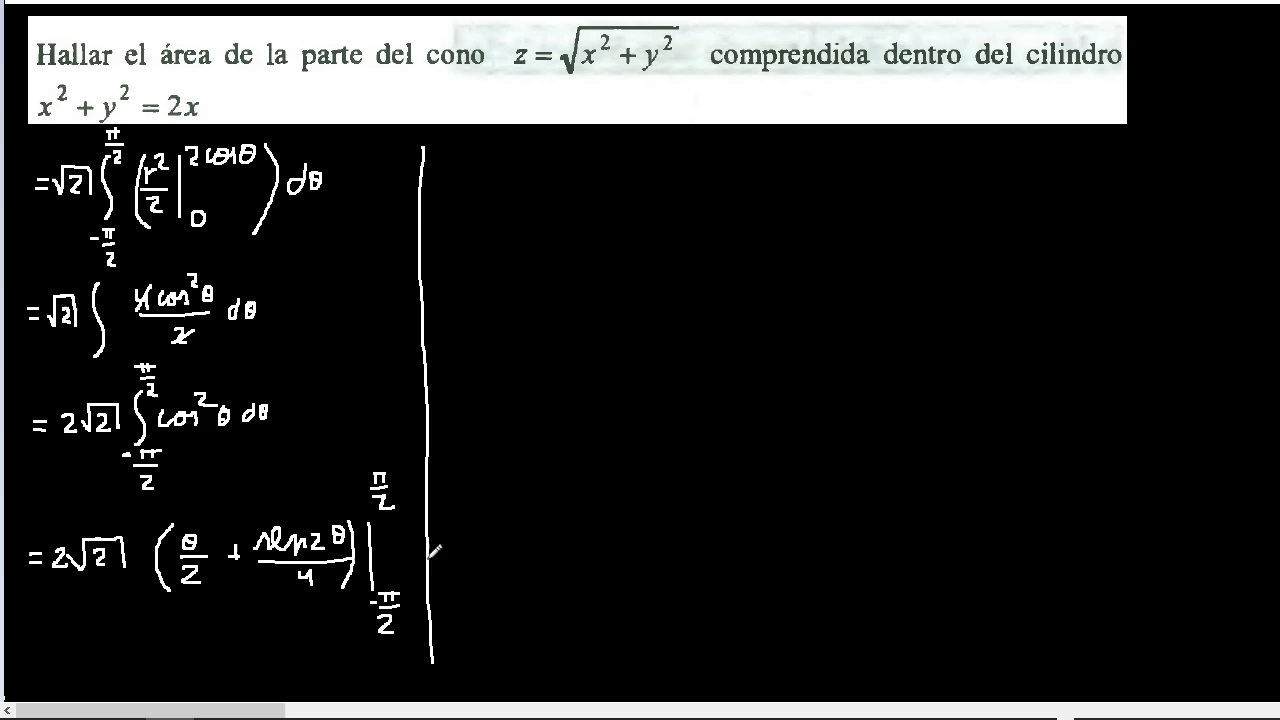 Hallar el área de la parte del cono z = √(x² + y²) comprendida dentro del cilindro
x² + y² = 2x
= √2 ∫_{-π/2}^{π/2} (r²/2 |_0^{2cosθ}) dθ
= √2 ∫ 4cos²θ/2 dθ
= 2√2 ∫_{-π/2}^{π/2} cos²θ dθ
= 2√2 (θ/2 + sen2θ/4) |_{-π/2}^{π/2}